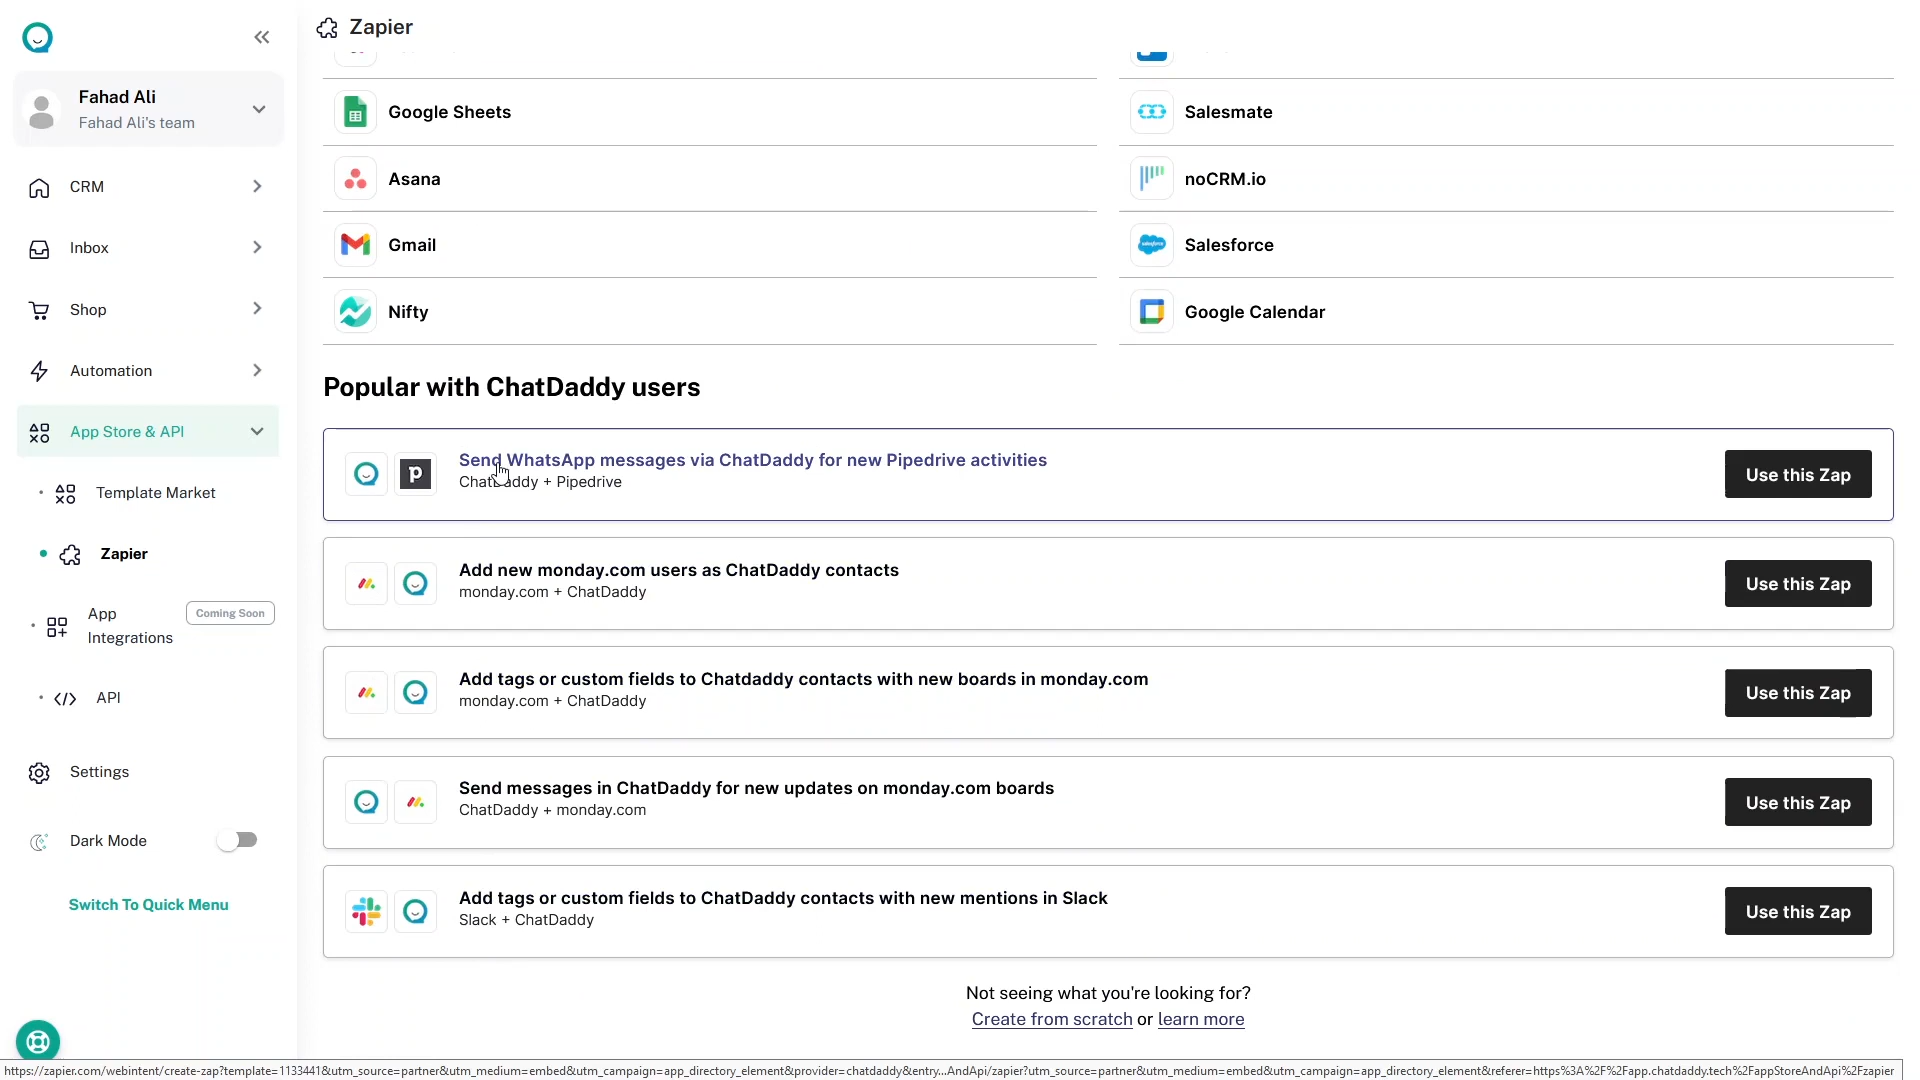 Zapier
Fahad Ali
Fahad Ali's team
CRM
Inbox
Shop
Automation
App Store & API
Template Market
Zapier
App Integrations
Coming Soon
API
Settings
Dark Mode
Switch To Quick Menu
Google Sheets
Salesmate
Asana
noCRM.io
Gmail
Salesforce
Nifty
Google Calendar
Popular with ChatDaddy users
Send WhatsApp messages via ChatDaddy for new Pipedrive activities
ChatDaddy + Pipedrive
Use this Zap
Add new monday.com users as ChatDaddy contacts
monday.com + ChatDaddy
Use this Zap
Add tags or custom fields to Chatdaddy contacts with new boards in monday.com
monday.com + ChatDaddy
Use this Zap
Send messages in ChatDaddy for new updates on monday.com boards
ChatDaddy + monday.com
Use this Zap
Add tags or custom fields to ChatDaddy contacts with new mentions in Slack
Slack + ChatDaddy
Use this Zap
Not seeing what you're looking for?
Create from scratch or learn more
https://zapier.com/webintent/create-zap?template=1133441&utm_source=partner&utm_medium=embed&utm_campaign=app_directory_element&provider=chatdaddy&entry...AndApi/zapier?utm_source=partner&utm_medium=embed&utm_campaign=app_directory_element&referer=https%3A%2F%2Fapp.chatdaddy.tech%2FappStoreAndApi%2Fzapier